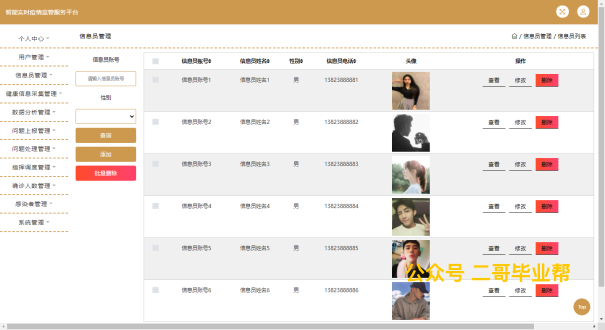 智能实时疫情监管服务平台
个人中心
信息员管理
/ 信息员管理 / 信息员列表
用户管理
信息员管理
健康信息采集管理
数据分析管理
问题上报管理
问题处理管理
指挥调度管理
确诊人数管理
感染者管理
系统管理
信息员账号
请输入信息员账号
性别
查询
添加
批量删除
信息员账号 信息员姓名 性别 信息员电话 头像 操作
信息员账号1 信息员姓名1 男 13823888881 查看 修改 删除
信息员账号2 信息员姓名2 男 13823888882 查看 修改 删除
信息员账号3 信息员姓名3 男 13823888883 查看 修改 删除
信息员账号4 信息员姓名4 男 13823888884 查看 修改 删除
信息员账号5 信息员姓名5 男 13823888885 查看 修改 删除
公众号 二哥毕业帮
信息员账号6 信息员姓名6 男 13823888886 查看 修改 删除
Top